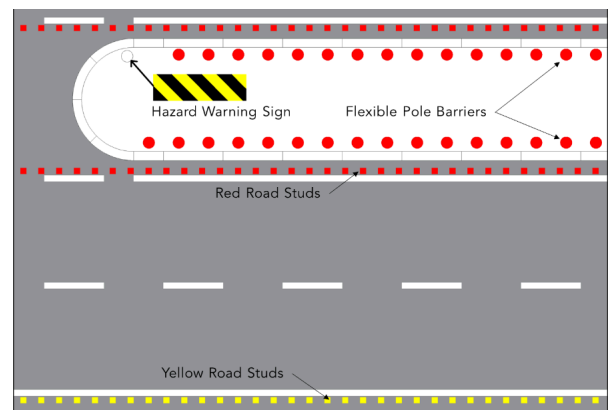 Hazard Warning Sign
Flexible Pole Barriers
Red Road Studs
Yellow Road Studs